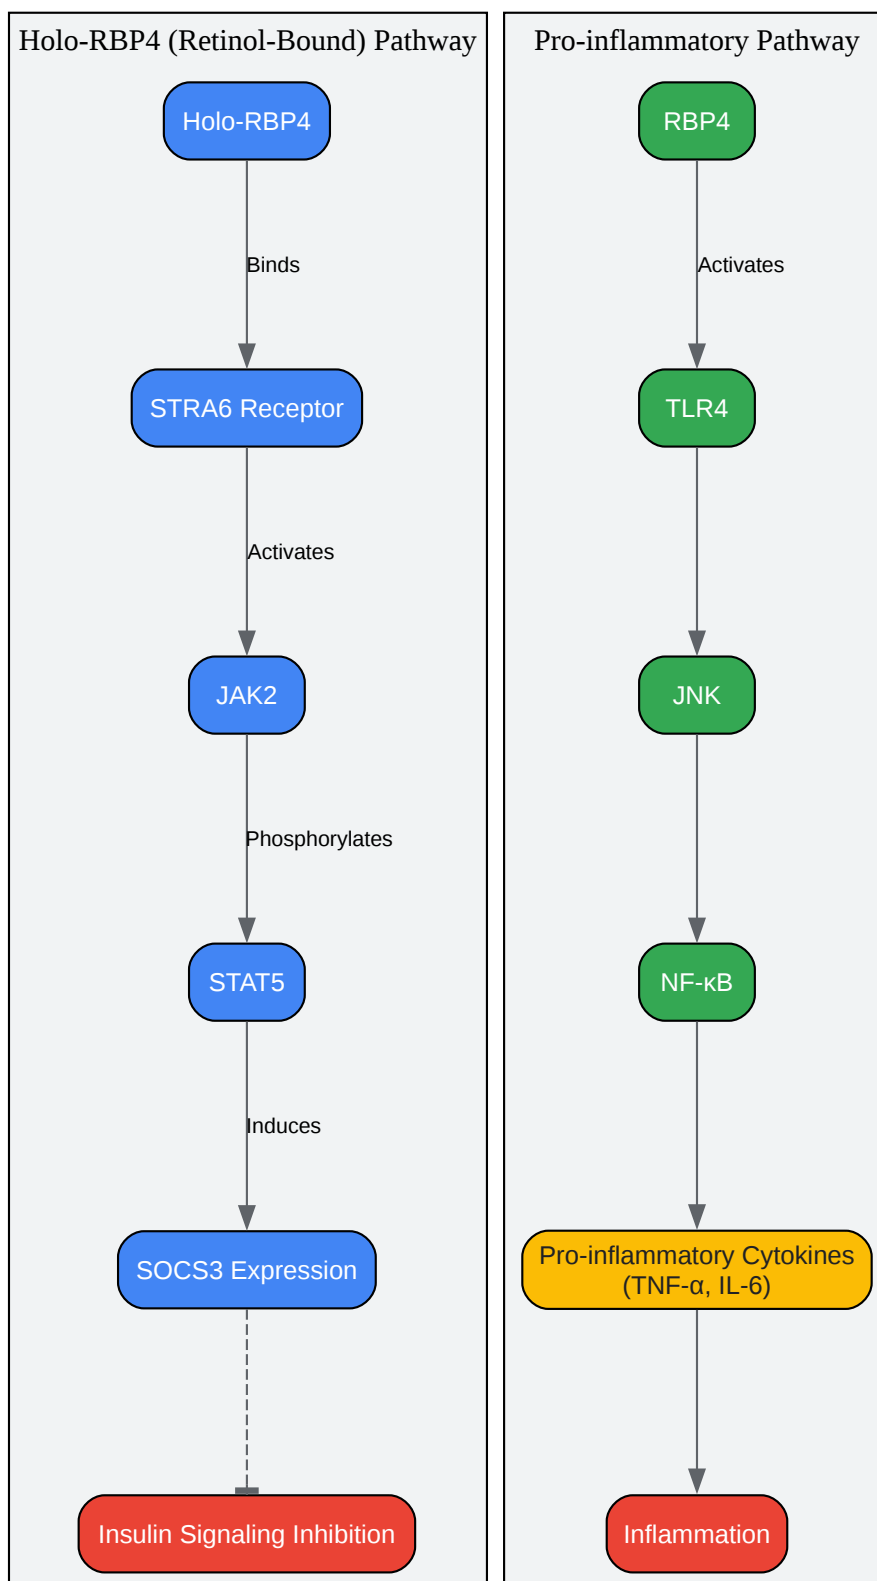 Holo-RBP4 (Retinol-Bound) Pathway
Holo-RBP4
Binds
STRA6 Receptor
Activates
JAK2
Phosphorylates
STAT5
Induces
SOCS3 Expression
Insulin Signaling Inhibition
Pro-inflammatory Pathway
RBP4
Activates
TLR4
JNK
NF-κB
Pro-inflammatory Cytokines
(TNF-α, IL-6)
Inflammation